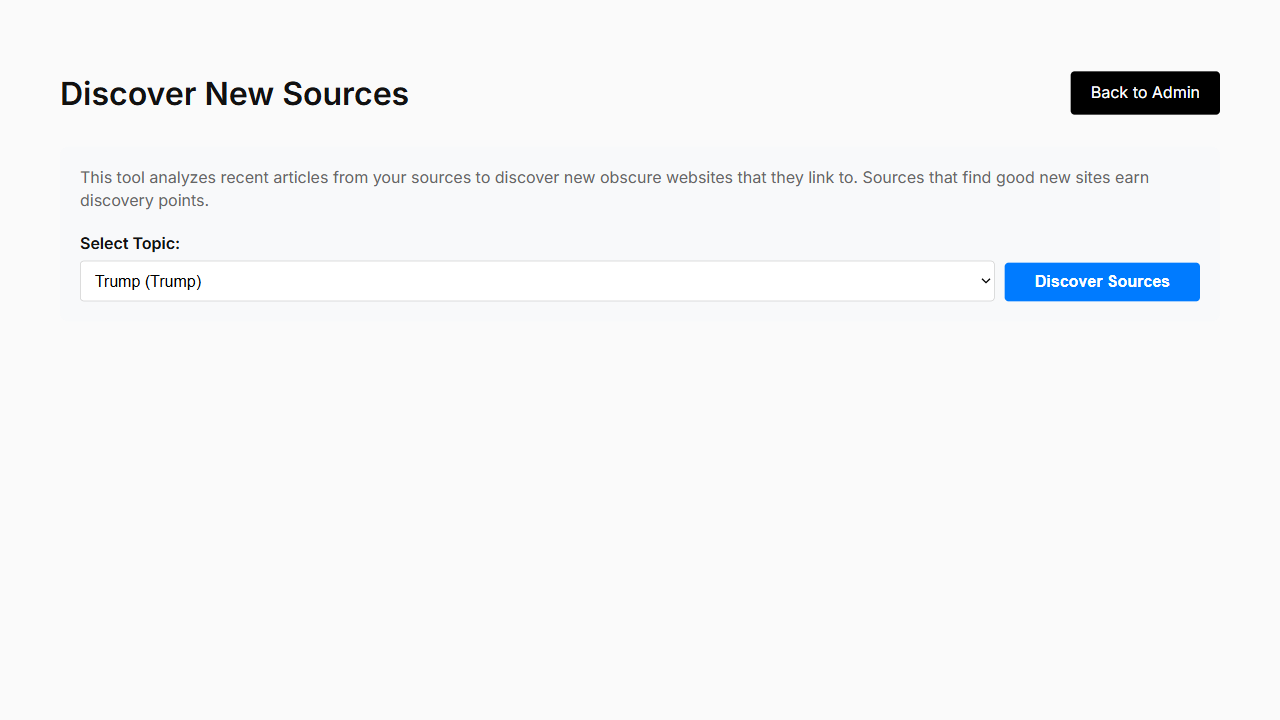 Discover New Sources
Back to Admin
This tool analyzes recent articles from your sources to discover new obscure websites that they link to. Sources that find good new sites earn
discovery points.
Select Topic:
Trump (Trump)
Discover Sources